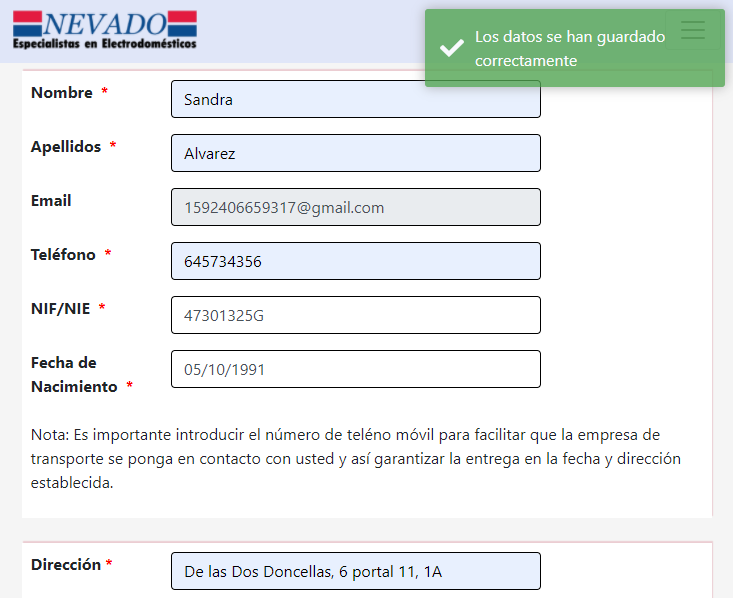 NEVADO
Especialistas en Electrodomésticos
Los datos se han guardado
correctamente
Nombre *
Sandra
Apellidos *
Alvarez
Email
1592406659317@gmail.com
Teléfono *
645734356
NIF/NIE *
47301325G
Fecha de
Nacimiento *
05/10/1991
Nota: Es importante introducir el número de teléno móvil para facilitar que la empresa de
transporte se ponga en contacto con usted y así garantizar la entrega en la fecha y dirección
establecida.
Dirección *
De las Dos Doncellas, 6 portal 11, 1A